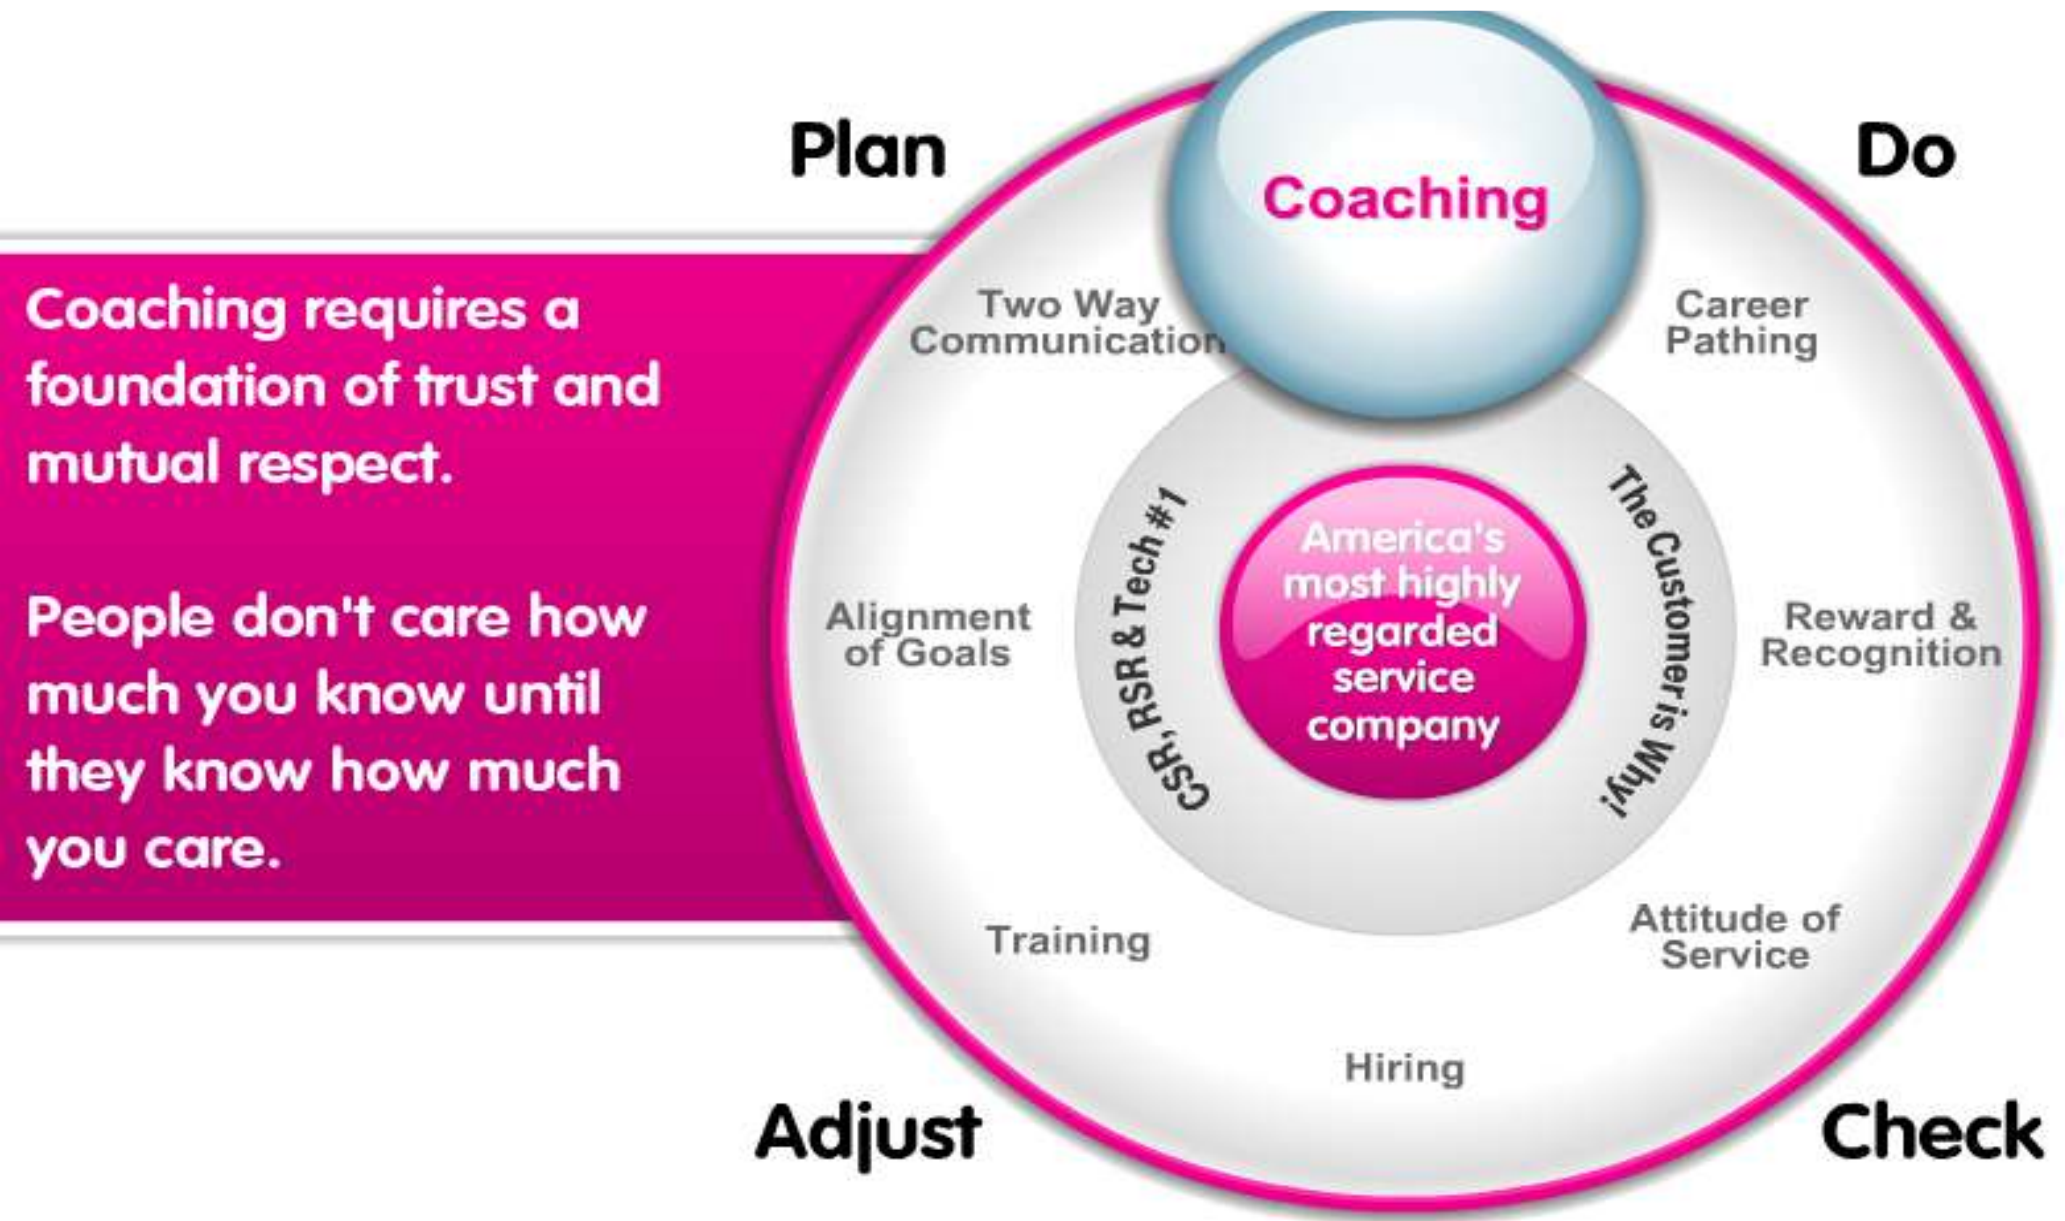 Plan
Do
Coaching
Coaching requires a
foundation of trust and
mutual respect.
People don't care how
much you know until
they know how much
you care.
Two Way
Communication
Career
Pathing
Alignment
of Goals
CSR, RSR & Tech #1
America's
most highly
regarded
service
company
The Customer is Why!
Reward &
Recognition
Training
Attitude of
Service
Hiring
Adjust
Check